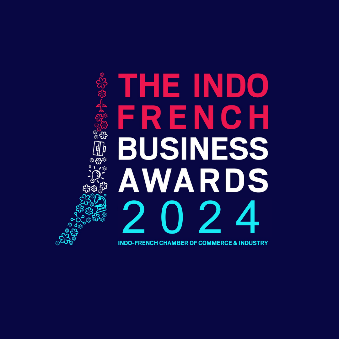 THE INDO
FRENCH
BUSINESS
AWARDS
2024
INDO-FRENCH CHAMBER OF COMMERCE & INDUSTRY